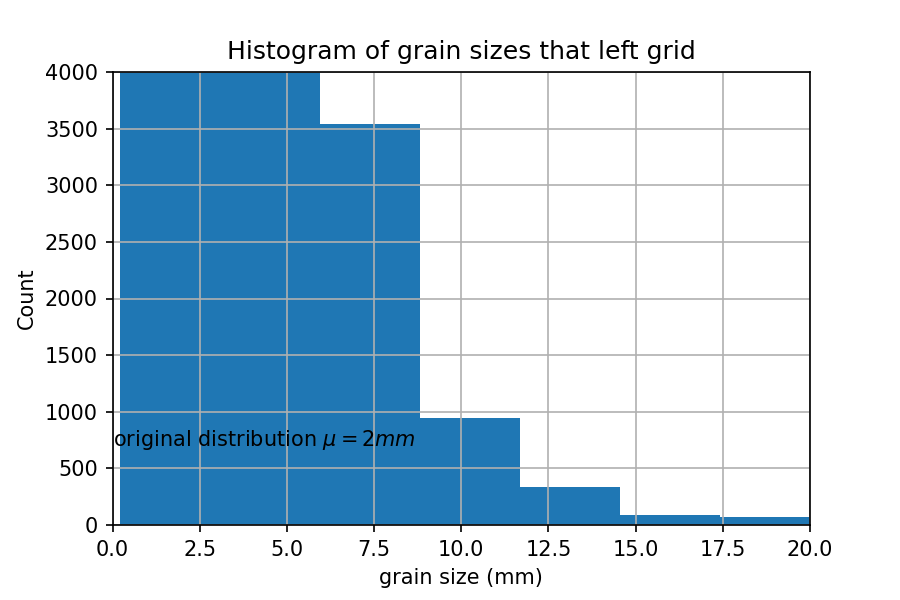 Histogram of grain sizes that left grid
4000
3500
3000
2500
2000
1500
1000
500
0
Count
original distribution μ = 2mm
0.0 2.5 5.0 7.5 10.0 12.5 15.0 17.5 20.0
grain size (mm)